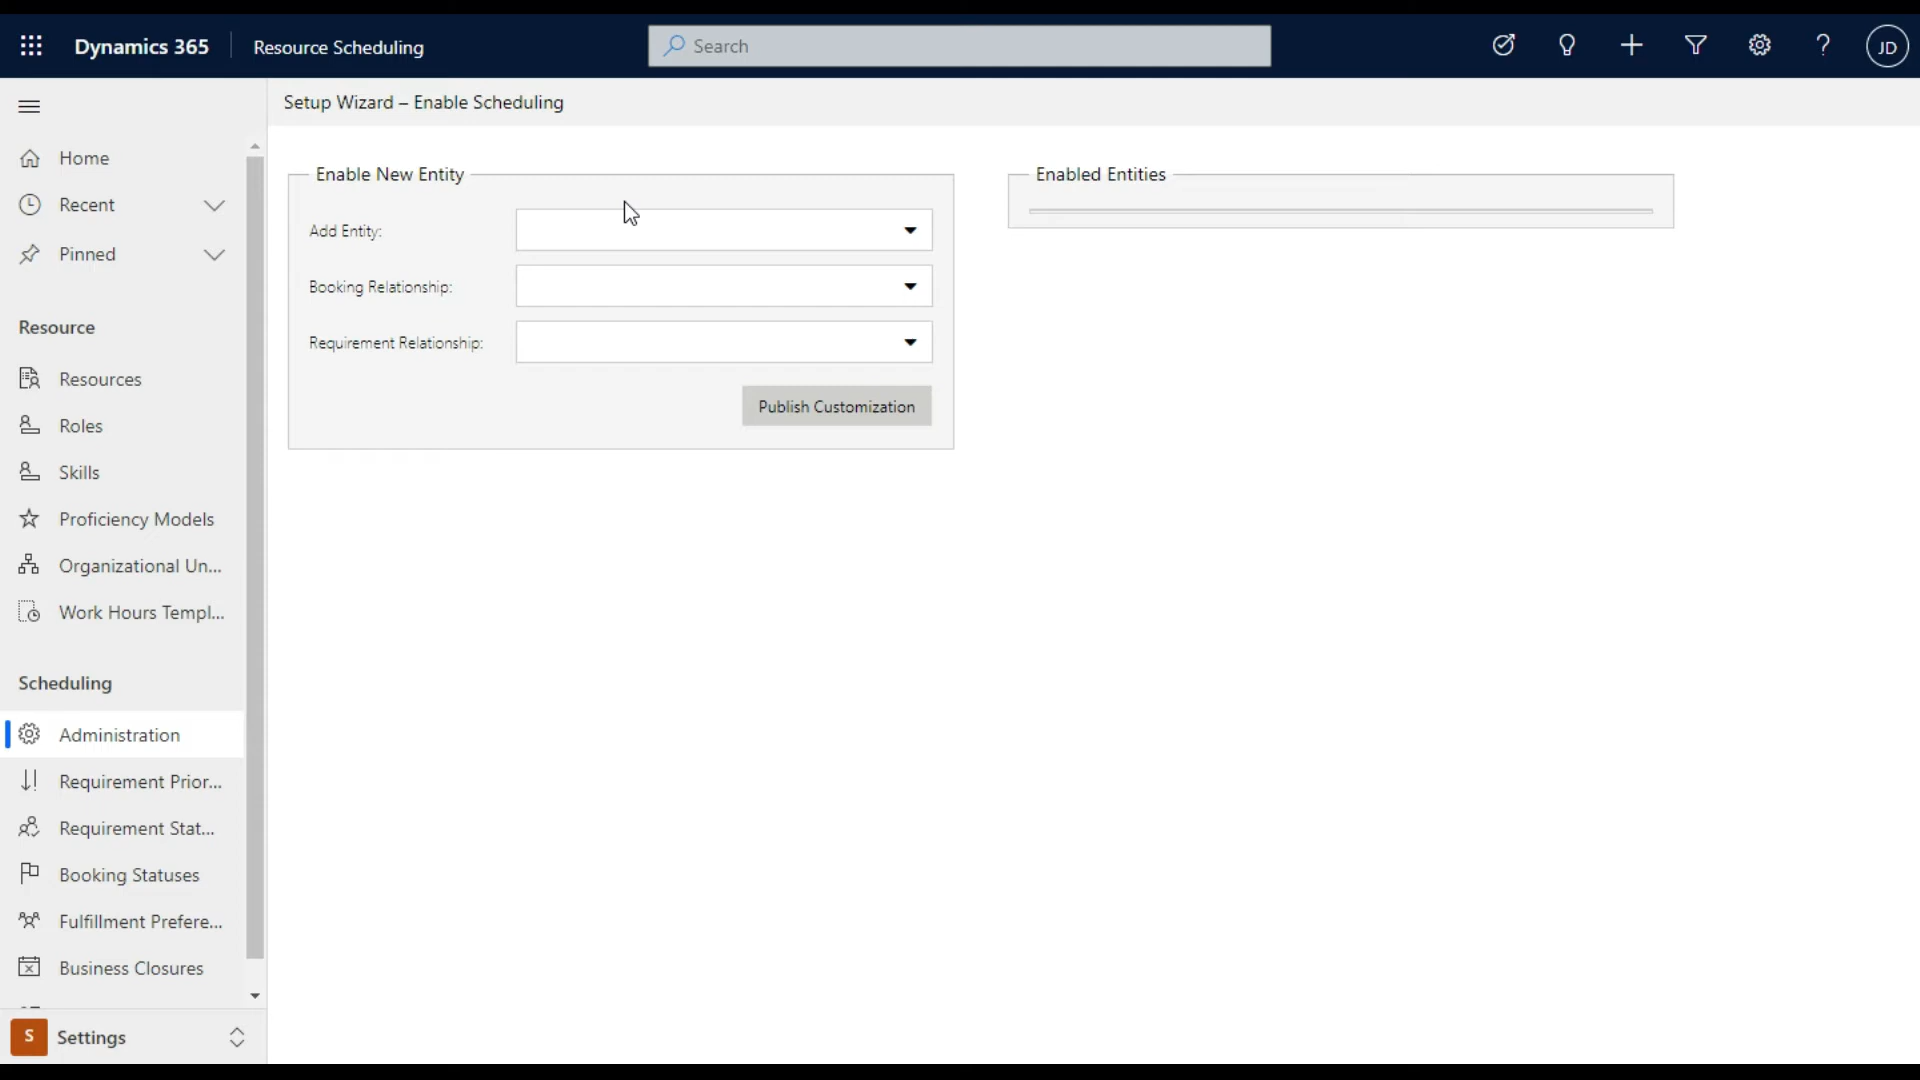 Dynamics 365
Resource Scheduling
Search
JD
Setup Wizard – Enable Scheduling
Home
Recent
Pinned
Resource
Resources
Roles
Skills
Proficiency Models
Organizational Un...
Work Hours Templ...
Scheduling
Administration
Requirement Prior...
Requirement Stat...
Booking Statuses
Fulfillment Prefere...
Business Closures
S
Settings
Enable New Entity
Add Entity:
Booking Relationship:
Requirement Relationship:
Publish Customization
Enabled Entities